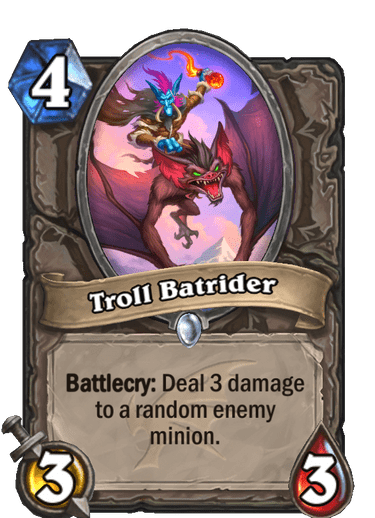 4
Troll Batrider
Battlecry: Deal 3 damage
to a random enemy
minion.
3
3